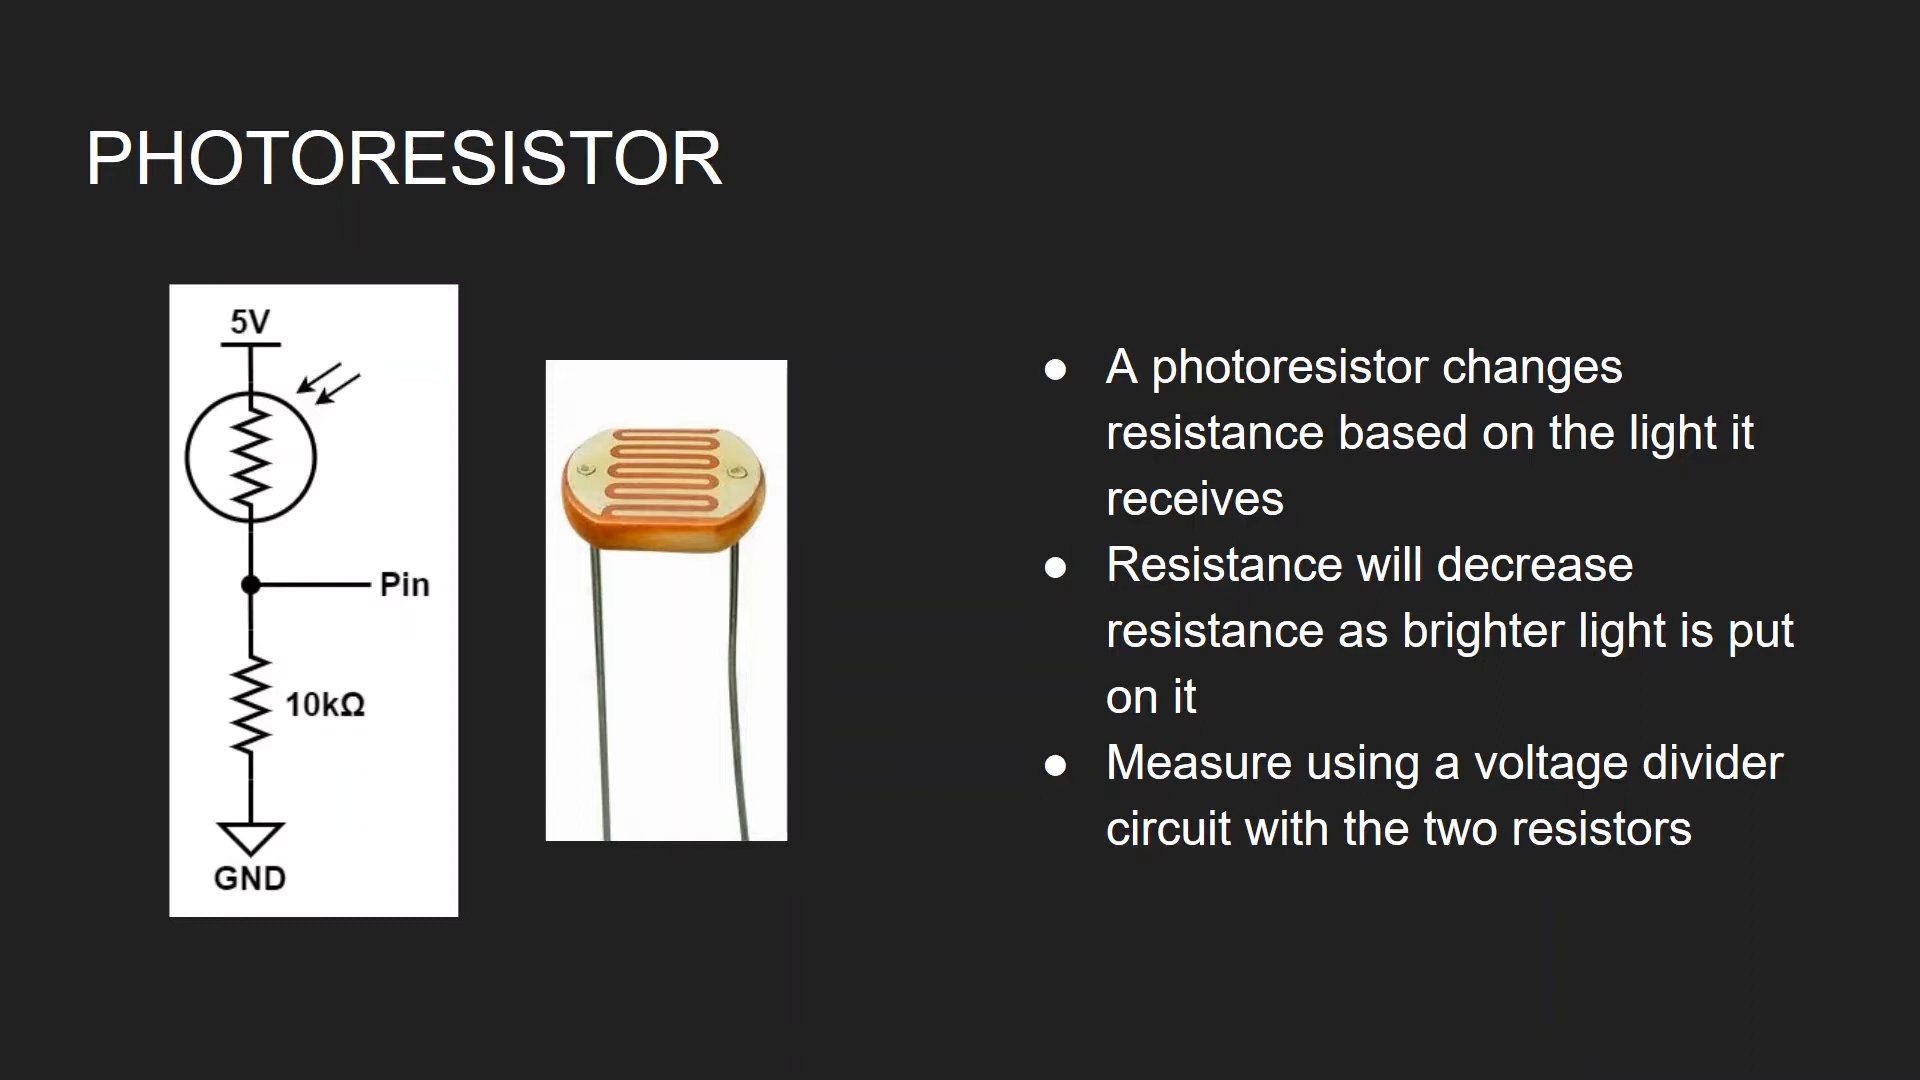 PHOTORESISTOR
5V
Pin
10kΩ
GND
● A photoresistor changes
resistance based on the light it
receives
● Resistance will decrease
resistance as brighter light is put
on it
● Measure using a voltage divider
circuit with the two resistors